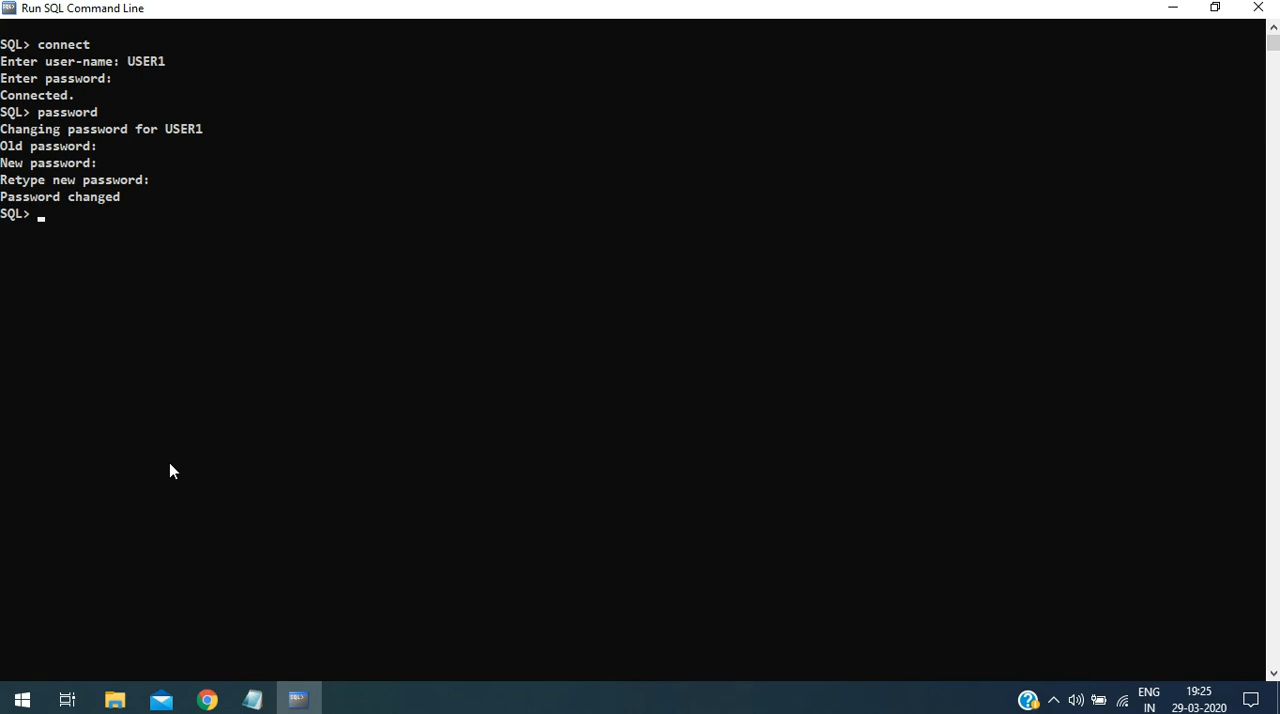 Run SQL Command Line
SQL> connect
Enter user-name: USER1
Enter password:
Connected.
SQL> password
Changing password for USER1
Old password:
New password:
Retype new password:
Password changed
SQL>
ENG
IN
19:25
29-03-2020